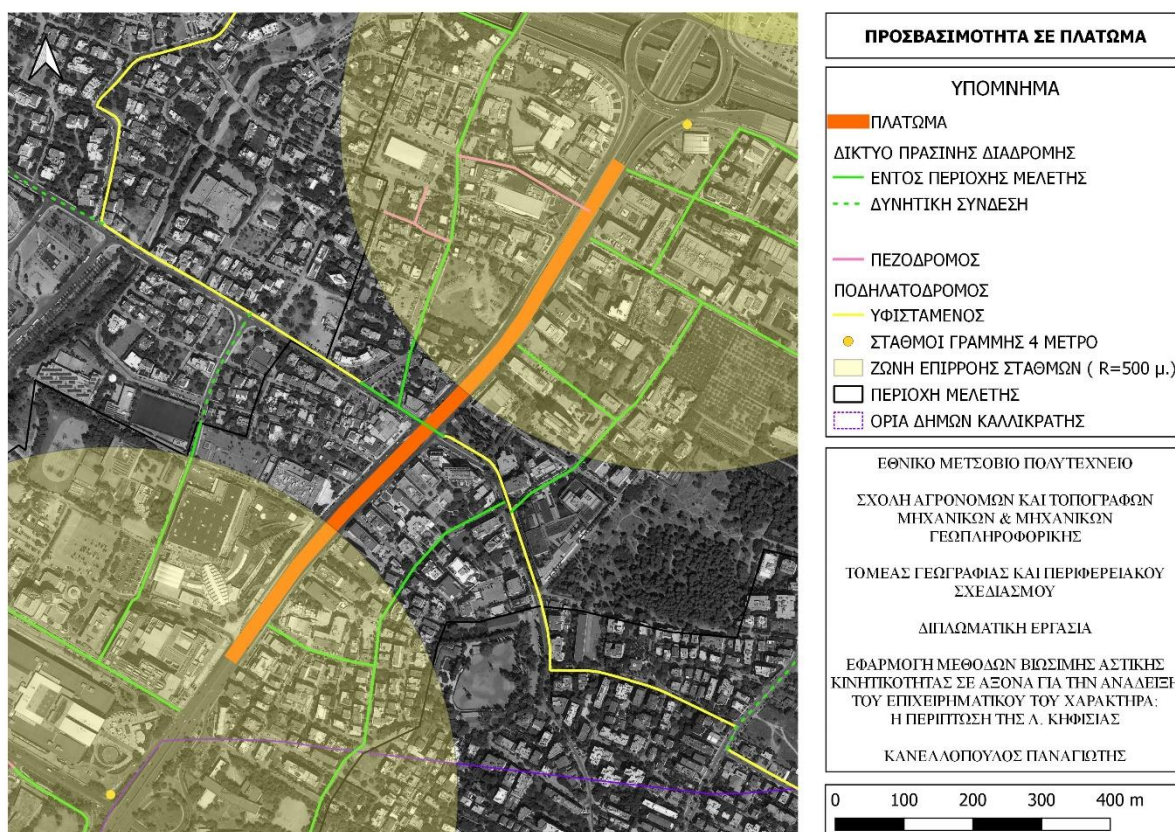 ΠΡΟΣΒΑΣΙΜΟΤΗΤΑ ΣΕ ΠΛΑΤΩΜΑ
ΥΠΟΜΝΗΜΑ
ΠΛΑΤΩΜΑ
ΔΙΚΤΥΟ ΠΡΑΣΙΝΗΣ ΔΙΑΔΡΟΜΗΣ
ΕΝΤΟΣ ΠΕΡΙΟΧΗΣ ΜΕΛΕΤΗΣ
ΔΥΝΗΤΙΚΗ ΣΥΝΔΕΣΗ
ΠΕΖΟΔΡΟΜΟΣ
ΠΟΔΗΛΑΤΟΔΡΟΜΟΣ
ΥΦΙΣΤΑΜΕΝΟΣ
ΣΤΑΘΜΟΙ ΓΡΑΜΜΗΣ 4 ΜΕΤΡΟ
ΖΩΝΗ ΕΠΙΡΡΟΗΣ ΣΤΑΘΜΩΝ ( R=500 μ.)
ΠΕΡΙΟΧΗ ΜΕΛΕΤΗΣ
ΟΡΙΑ ΔΗΜΩΝ ΚΑΛΛΙΚΡΑΤΗΣ
ΕΘΝΙΚΟ ΜΕΤΣΟΒΙΟ ΠΟΛΥΤΕΧΝΕΙΟ
ΣΧΟΛΗ ΑΓΡΟΝΟΜΩΝ ΚΑΙ ΤΟΠΟΓΡΑΦΩΝ
ΜΗΧΑΝΙΚΩΝ & ΜΗΧΑΝΙΚΩΝ
ΓΕΩΠΛΗΡΟΦΟΡΙΚΗΣ
ΤΟΜΕΑΣ ΓΕΩΓΡΑΦΙΑΣ ΚΑΙ ΠΕΡΙΦΕΡΕΙΑΚΟΥ
ΣΧΕΔΙΑΣΜΟΥ
ΔΙΠΛΩΜΑΤΙΚΗ ΕΡΓΑΣΙΑ
ΕΦΑΡΜΟΓΗ ΜΕΘΟΔΩΝ ΒΙΩΣΙΜΗΣ ΑΣΤΙΚΗΣ
ΚΙΝΗΤΙΚΟΤΗΤΑΣ ΣΕ ΑΞΟΝΑ ΓΙΑ ΤΗΝ ΑΝΑΔΕΙΞΗ
ΤΟΥ ΕΠΙΧΕΙΡΗΜΑΤΙΚΟΥ ΤΟΥ ΧΑΡΑΚΤΗΡΑ:
Η ΠΕΡΙΠΤΩΣΗ ΤΗΣ Λ. ΚΗΦΙΣΙΑΣ
ΚΑΝΕΛΛΟΠΟΥΛΟΣ ΠΑΝΑΓΙΩΤΗΣ
0 100 200 300 400 m